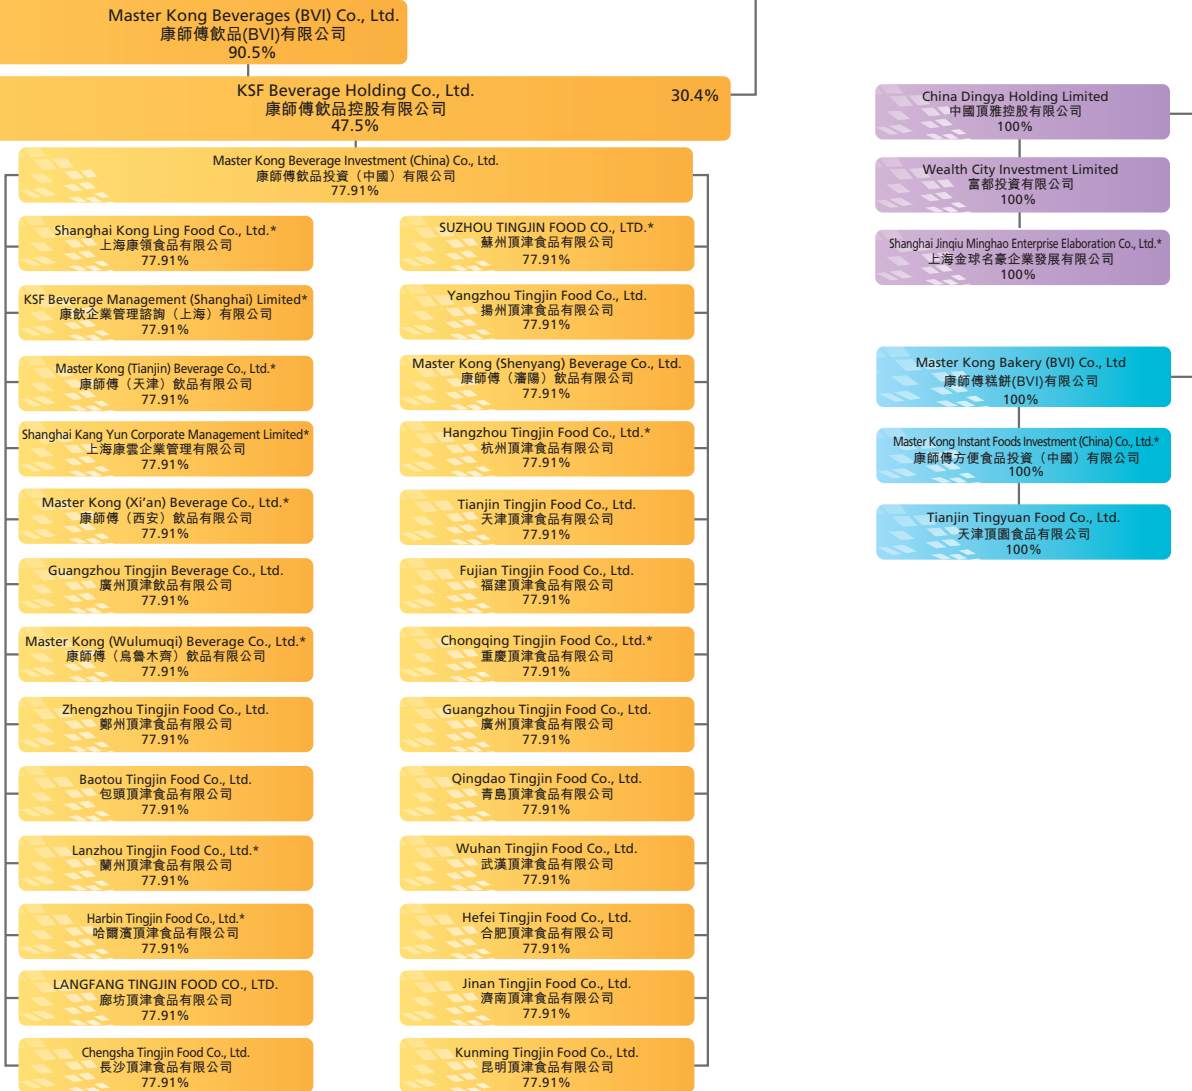 Master Kong Beverages (BVI) Co., Ltd.
康師傅飲品(BVI)有限公司
90.5%
KSF Beverage Holding Co., Ltd.
康師傅飲品控股有限公司
47.5%
30.4%
Master Kong Beverage Investment (China) Co., Ltd.
康師傅飲品投資（中國）有限公司
77.91%
Shanghai Kong Ling Food Co., Ltd.*
上海康領食品有限公司
77.91%
KSF Beverage Management (Shanghai) Limited*
康飲企業管理諮詢（上海）有限公司
77.91%
Master Kong (Tianjin) Beverage Co., Ltd.*
康師傅（天津）飲品有限公司
77.91%
Shanghai Kang Yun Corporate Management Limited*
上海康雲企業管理有限公司
77.91%
Master Kong (Xi’an) Beverage Co., Ltd.*
康師傅（西安）飲品有限公司
77.91%
Guangzhou Tingjin Beverage Co., Ltd.
廣州頂津飲品有限公司
77.91%
Master Kong (Wulumuqi) Beverage Co., Ltd.*
康師傅（烏魯木齊）飲品有限公司
77.91%
Zhengzhou Tingjin Food Co., Ltd.
鄭州頂津食品有限公司
77.91%
Baotou Tingjin Food Co., Ltd.
包頭頂津食品有限公司
77.91%
Lanzhou Tingjin Food Co., Ltd.*
蘭州頂津食品有限公司
77.91%
Harbin Tingjin Food Co., Ltd.*
哈爾濱頂津食品有限公司
77.91%
LANGFANG TINGJIN FOOD CO., LTD.
廊坊頂津食品有限公司
77.91%
Chengsha Tingjin Food Co., Ltd.
長沙頂津食品有限公司
77.91%
SUZHOU TINGJIN FOOD CO., LTD.*
蘇州頂津食品有限公司
77.91%
Yangzhou Tingjin Food Co., Ltd.
揚州頂津食品有限公司
77.91%
Master Kong (Shenyang) Beverage Co., Ltd.
康師傅（瀋陽）飲品有限公司
77.91%
Hangzhou Tingjin Food Co., Ltd.*
杭州頂津食品有限公司
77.91%
Tianjin Tingjin Food Co., Ltd.
天津頂津食品有限公司
77.91%
Fujian Tingjin Food Co., Ltd.
福建頂津食品有限公司
77.91%
Chongqing Tingjin Food Co., Ltd.*
重慶頂津食品有限公司
77.91%
Guangzhou Tingjin Food Co., Ltd.
廣州頂津食品有限公司
77.91%
Qingdao Tingjin Food Co., Ltd.
青島頂津食品有限公司
77.91%
Wuhan Tingjin Food Co., Ltd.
武漢頂津食品有限公司
77.91%
Hefei Tingjin Food Co., Ltd.
合肥頂津食品有限公司
77.91%
Jinan Tingjin Food Co., Ltd.
濟南頂津食品有限公司
77.91%
Kunming Tingjin Food Co., Ltd.
昆明頂津食品有限公司
77.91%
China Dingya Holding Limited
中國頂雅控股有限公司
100%
Wealth City Investment Limited
富都投資有限公司
100%
Shanghai Jinqiu Minghao Enterprise Elaboration Co., Ltd.*
上海金球名豪企業發展有限公司
100%
Master Kong Bakery (BVI) Co., Ltd
康師傅糕餅(BVI)有限公司
100%
Master Kong Instant Foods Investment (China) Co., Ltd.*
康師傅方便食品投資（中國）有限公司
100%
Tianjin Tingyuan Food Co., Ltd.
天津頂園食品有限公司
100%